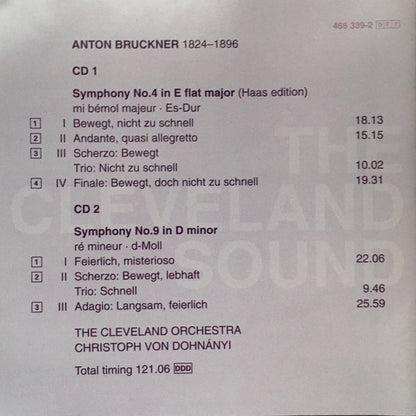 466 339-2 DDD
ANTON BRUCKNER 1824–1896
CD 1
Symphony No.4 in E flat major (Haas edition)
mi bémol majeur · Es-Dur
1 I Bewegt, nicht zu schnell 18.13
2 II Andante, quasi allegretto 15.15
3 III Scherzo: Bewegt
Trio: Nicht zu schnell 10.02
4 IV Finale: Bewegt, doch nicht zu schnell 19.31
THE
CLEVELAND
SOUND
CD 2
Symphony No.9 in D minor
ré mineur · d-Moll
1 I Feierlich, misterioso 22.06
2 II Scherzo: Bewegt, lebhaft
Trio: Schnell 9.46
3 III Adagio: Langsam, feierlich 25.59
THE CLEVELAND ORCHESTRA
CHRISTOPH VON DOHNÁNYI
Total timing 121.06 DDD